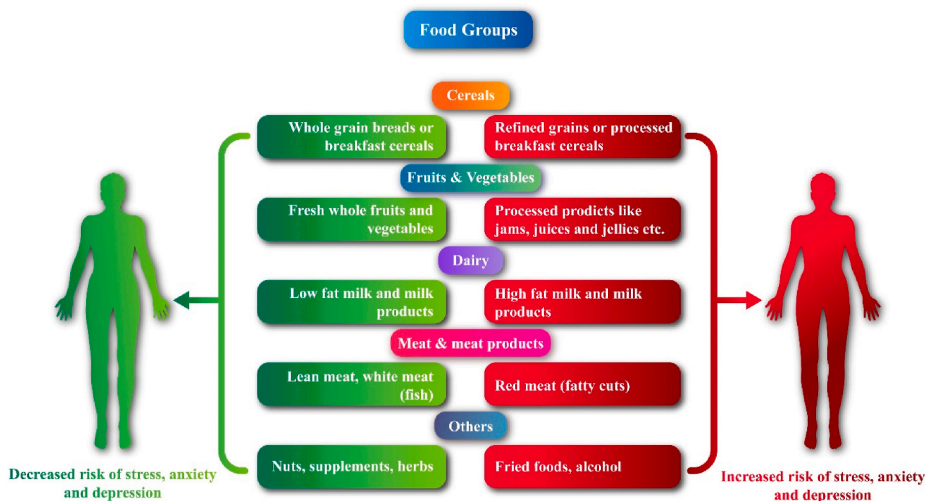 Food Groups
Cereals
Whole grain breads or
breakfast cereals
Refined grains or processed
breakfast cereals
Fruits & Vegetables
Fresh whole fruits and
vegetables
Processed prodicts like
jams, juices and jellies etc.
Dairy
Low fat milk and milk
products
High fat milk and milk
products
Meat & meat products
Lean meat, white meat
(fish)
Red meat (fatty cuts)
Others
Nuts, supplements, herbs
Fried foods, alcohol
Decreased risk of stress, anxiety
and depression
Increased risk of stress, anxiety
and depression